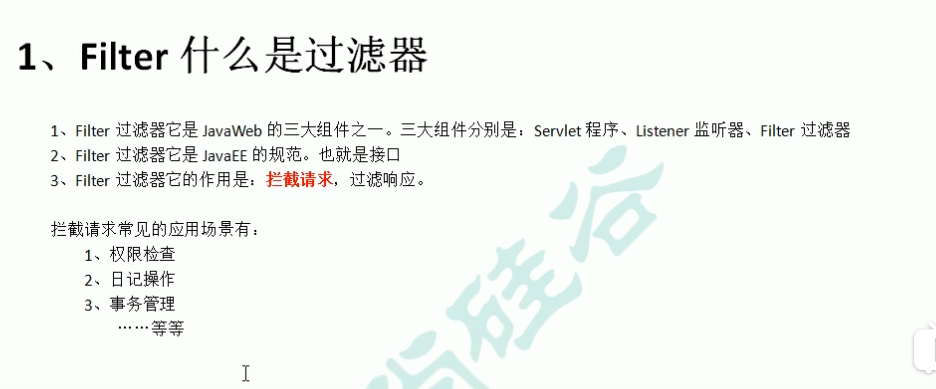 1、Filter 什么是过滤器
1、Filter 过滤器它是 JavaWeb 的三大组件之一。三大组件分别是：Servlet 程序、Listener 监听器、Filter 过滤器
2、Filter 过滤器它是 JavaEE 的规范。也就是接口
3、Filter 过滤器它的作用是：拦截请求，过滤响应。
拦截请求常见的应用场景有：
1、权限检查
2、日记操作
3、事务管理
……等等
尚硅谷